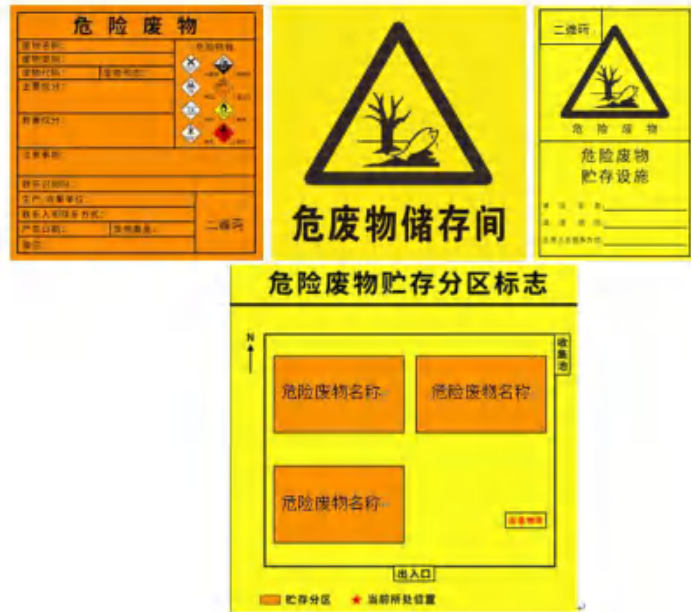 危险废物
废物名称：
废物类别：
废物代码：
废物形态：
主要成分：
有害成分：
注意事项：
数字识别码：
产生/收集单位：
联系人和联系方式：
产生日期：
废物重量：
备注：
二维码
危废物储存间
二维码
危险废物
危险废物
贮存设施
危险废物贮存分区标志
N
收集池
危险废物名称
危险废物名称
危险废物名称
出入口
贮存分区
当前所处位置